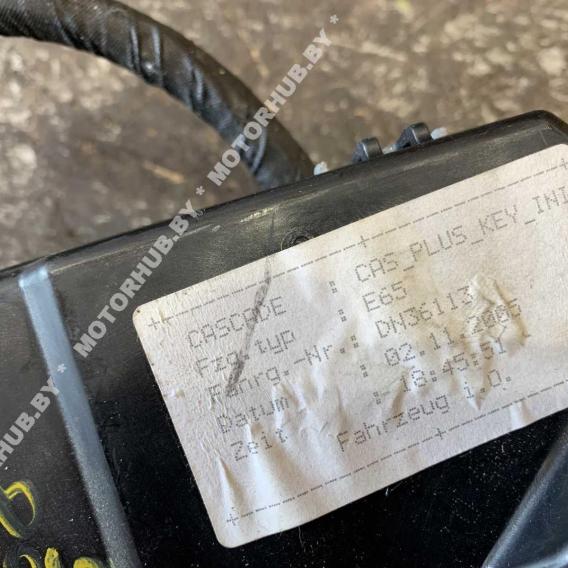 * MOTORHUB.BY * MOTORHUB.BY * MOTORHUB.BY *
CASCADE : CAS_PLUS_KEY_INI
Fzg.typ : E65
Fahrg.-Nr.: DN36113
Datum : 02.11.2005
Zeit : 18:45:51
Fahrzeug i.O.